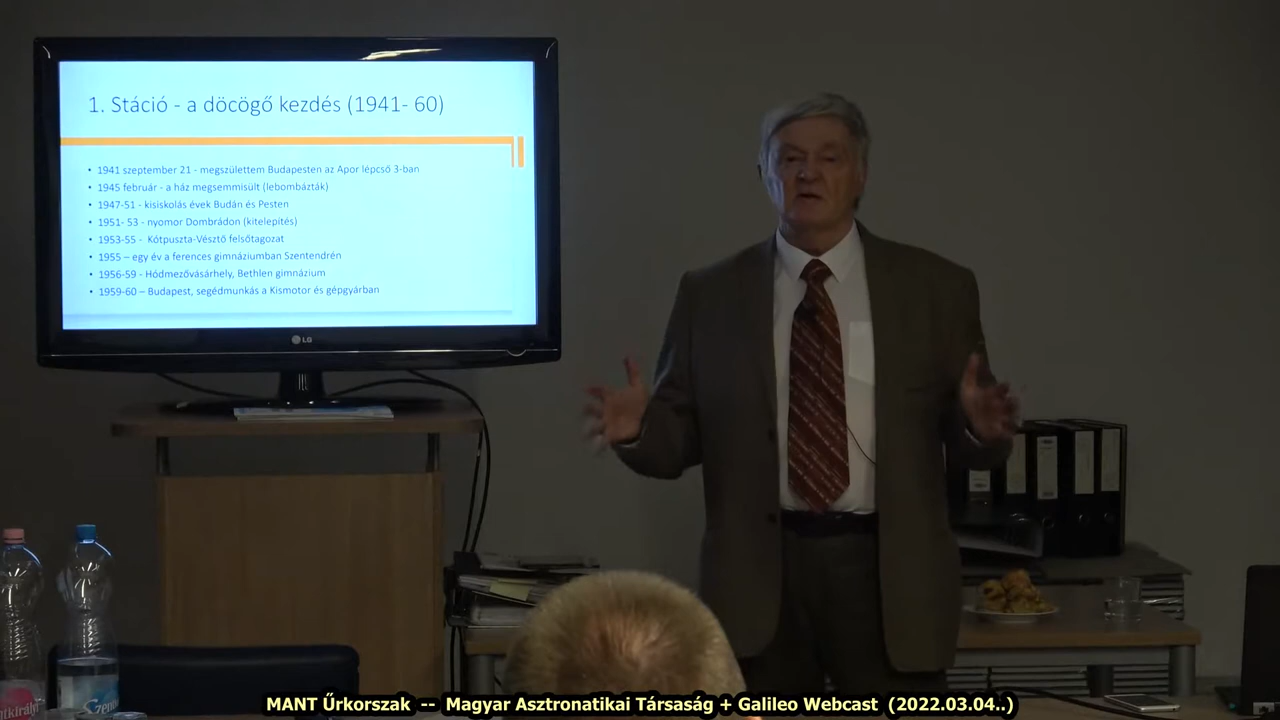 1. Stáció - a döcögő kezdés (1941- 60)
• 1941 szeptember 21 - megszülettem Budapesten az Apor lépcső 3-ban
• 1945 február - a ház megsemmisült (lebombázták)
• 1947-51 - kisiskolás évek Budán és Pesten
• 1951- 53 - nyomor Dombrádon (kitelepítés)
• 1953-55 - Kótpuszta-Vésztő felsőtagozat
• 1955 – egy év a ferences gimnáziumban Szentendrén
• 1956-59 - Hódmezővásárhely, Bethlen gimnázium
• 1959-60 – Budapest, segédmunkás a Kismotor és gépgyárban
LG
MANT Űrkorszak -- Magyar Asztronatikai Társaság + Galileo Webcast (2022.03.04..)